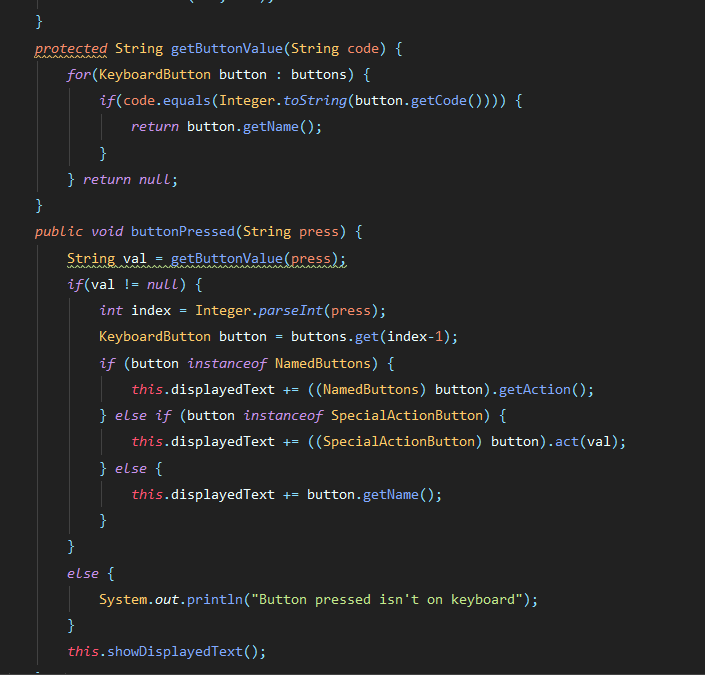 }
protected String getButtonValue(String code) {
for(KeyboardButton button : buttons) {
if(code.equals(Integer.toString(button.getCode()))) {
return button.getName();
}
} return null;
}
public void buttonPressed(String press) {
String val = getButtonValue(press);
if(val != null) {
int index = Integer.parseInt(press);
KeyboardButton button = buttons.get(index-1);
if (button instanceof NamedButtons) {
this.displayedText += ((NamedButtons) button).getAction();
} else if (button instanceof SpecialActionButton) {
this.displayedText += ((SpecialActionButton) button).act(val);
} else {
this.displayedText += button.getName();
}
}
else {
System.out.println("Button pressed isn't on keyboard");
}
this.showDisplayedText();